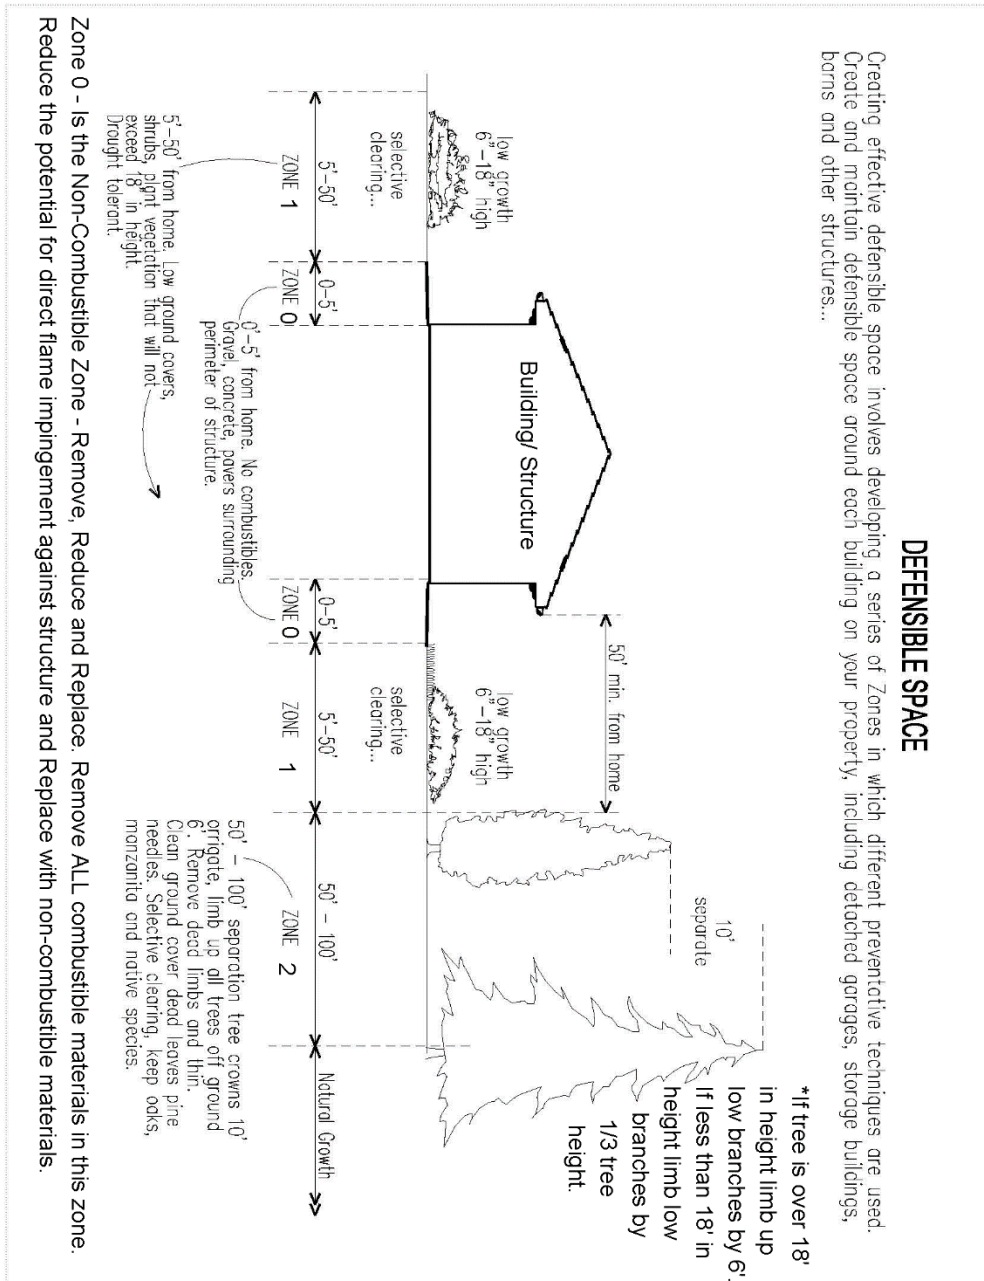 DEFENSIBLE SPACE
Creating effective defensible space involves developing a series of Zones in which different preventative techniques are used.
Create and maintain defensible space around each building on your property, including detached garages, storage buildings,
barns and other structures...
*If tree is over 18'
in height limb up
low branches by 6'.
If less than 18' in
height limb low
branches by
1/3 tree
height.
10'
separate
50' min. from home
Building/ Structure
low growth
6"-18" high
selective
clearing...
low growth
6"-18" high
selective
clearing...
5'-50'
ZONE 1
0-5'
ZONE 0
0-5'
ZONE 0
5'-50'
ZONE 1
50' - 100'
ZONE 2
Natural Growth
0'-5' from home. No combustibles.
Gravel, concrete, pavers surrounding
perimeter of structure.
5'-50' from home. Low ground covers,
shrubs, plant vegetation that will not
exceed 18" in height.
Drought tolerant.
50' - 100' separation tree crowns 10'
orrigate, limb up all trees off ground
6'. Remove dead limbs and thin.
Clean ground cover dead leaves pine
needles. Selective clearing, keep oaks,
manzanita and native species.
Zone 0 - Is the Non-Combustible Zone - Remove, Reduce and Replace. Remove ALL combustible materials in this zone.
Reduce the potential for direct flame impingement against structure and Replace with non-combustible materials.